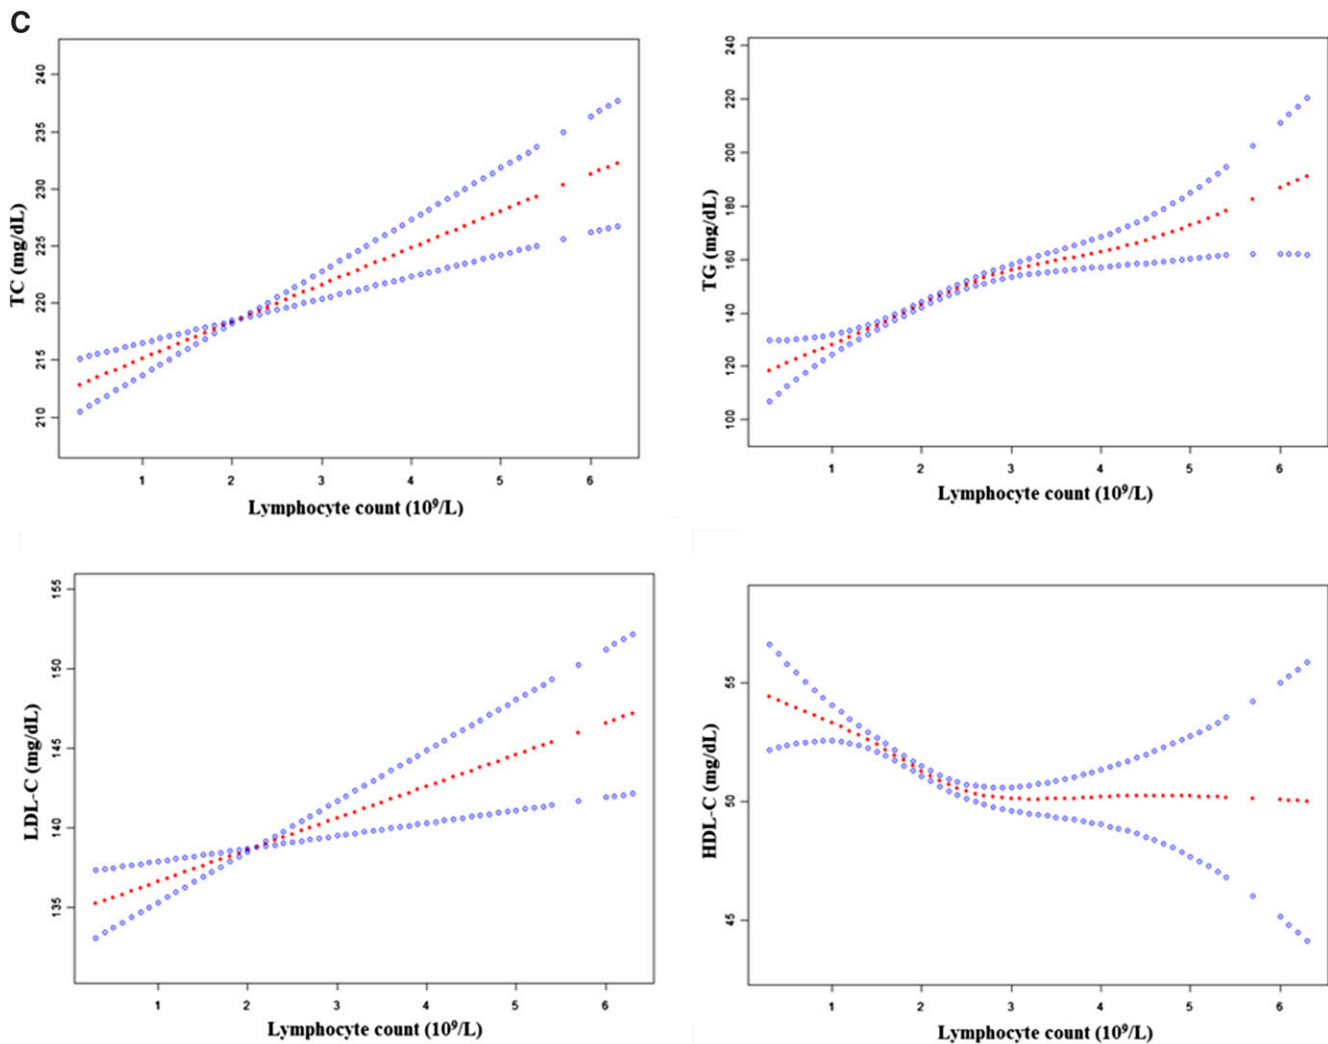 C
TC (mg/dL)
240
235
230
225
220
215
210
1 2 3 4 5 6
Lymphocyte count (10⁹/L)
TG (mg/dL)
240
220
200
180
160
140
120
100
1 2 3 4 5 6
Lymphocyte count (10⁹/L)
LDL-C (mg/dL)
155
150
145
140
135
1 2 3 4 5 6
Lymphocyte count (10⁹/L)
HDL-C (mg/dL)
55
50
45
1 2 3 4 5 6
Lymphocyte count (10⁹/L)